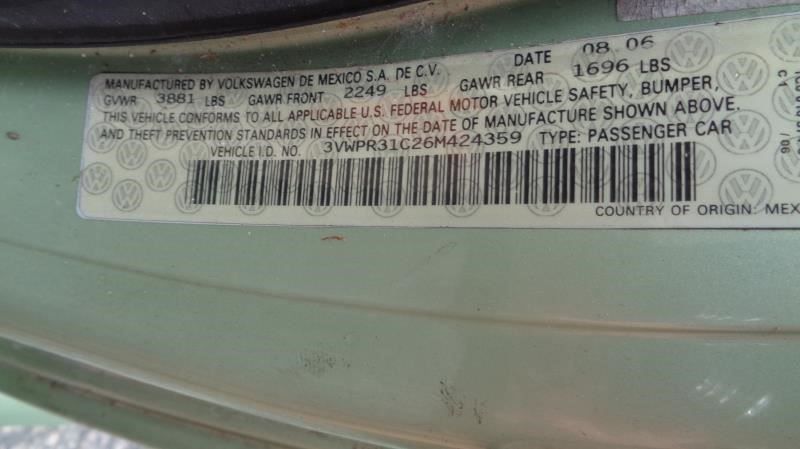 MANUFACTURED BY VOLKSWAGEN DE MEXICO S.A. DE C.V. DATE 08 06
GVWR 3881 LBS GAWR FRONT 2249 LBS GAWR REAR 1696 LBS
THIS VEHICLE CONFORMS TO ALL APPLICABLE U.S. FEDERAL MOTOR VEHICLE SAFETY, BUMPER,
AND THEFT PREVENTION STANDARDS IN EFFECT ON THE DATE OF MANUFACTURE SHOWN ABOVE.
VEHICLE I.D. NO. 3VWPR31C26M424359 TYPE: PASSENGER CAR
COUNTRY OF ORIGIN: MEX